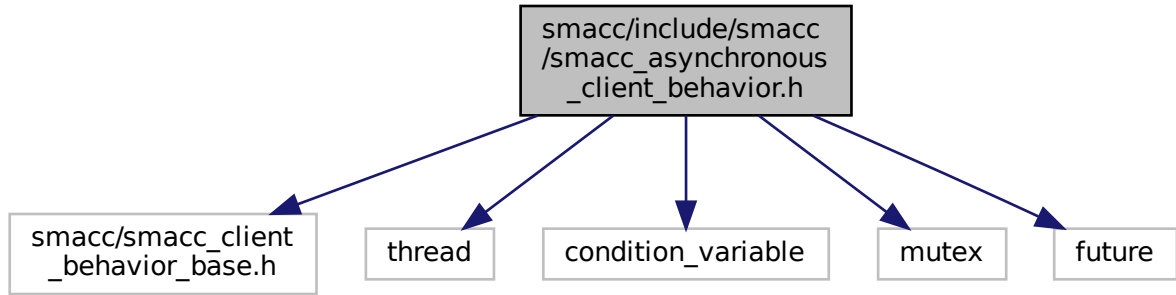 smacc/include/smacc
/smacc_asynchronous
_client_behavior.h
smacc/smacc_client
_behavior_base.h
thread
condition_variable
mutex
future